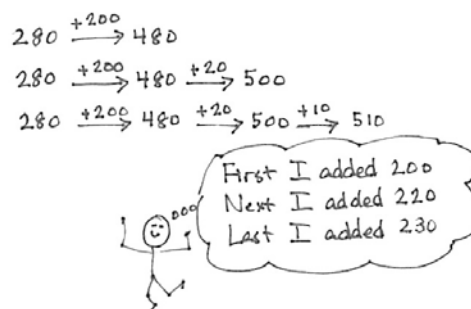 280 +200→ 480
280 +200→ 480 +20→ 500
280 +200→ 480 +20→ 500 +10→ 510
First I added 200
Next I added 220
Last I added 230